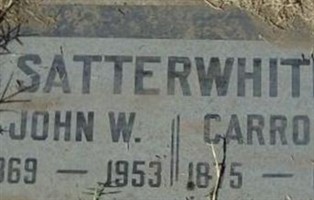 SATTERWHIT
JOHN W. CARRO
869 — 1953 1875 —